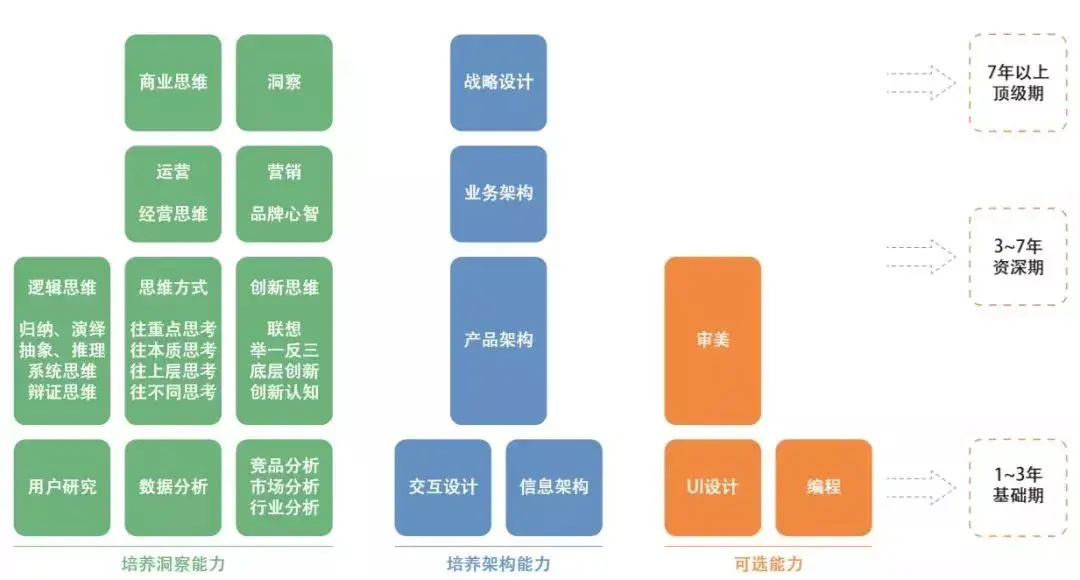 商业思维
洞察
战略设计
7年以上
顶级期
运营
经营思维
营销
品牌心智
业务架构
3~7年
资深期
逻辑思维
归纳、演绎
抽象、推理
系统思维
辩证思维
思维方式
往重点思考
往本质思考
往上层思考
往不同思考
创新思维
联想
举一反三
底层创新
创新认知
产品架构
审美
用户研究
数据分析
竞品分析
市场分析
行业分析
交互设计
信息架构
UI设计
编程
1~3年
基础期
培养洞察能力
培养架构能力
可选能力